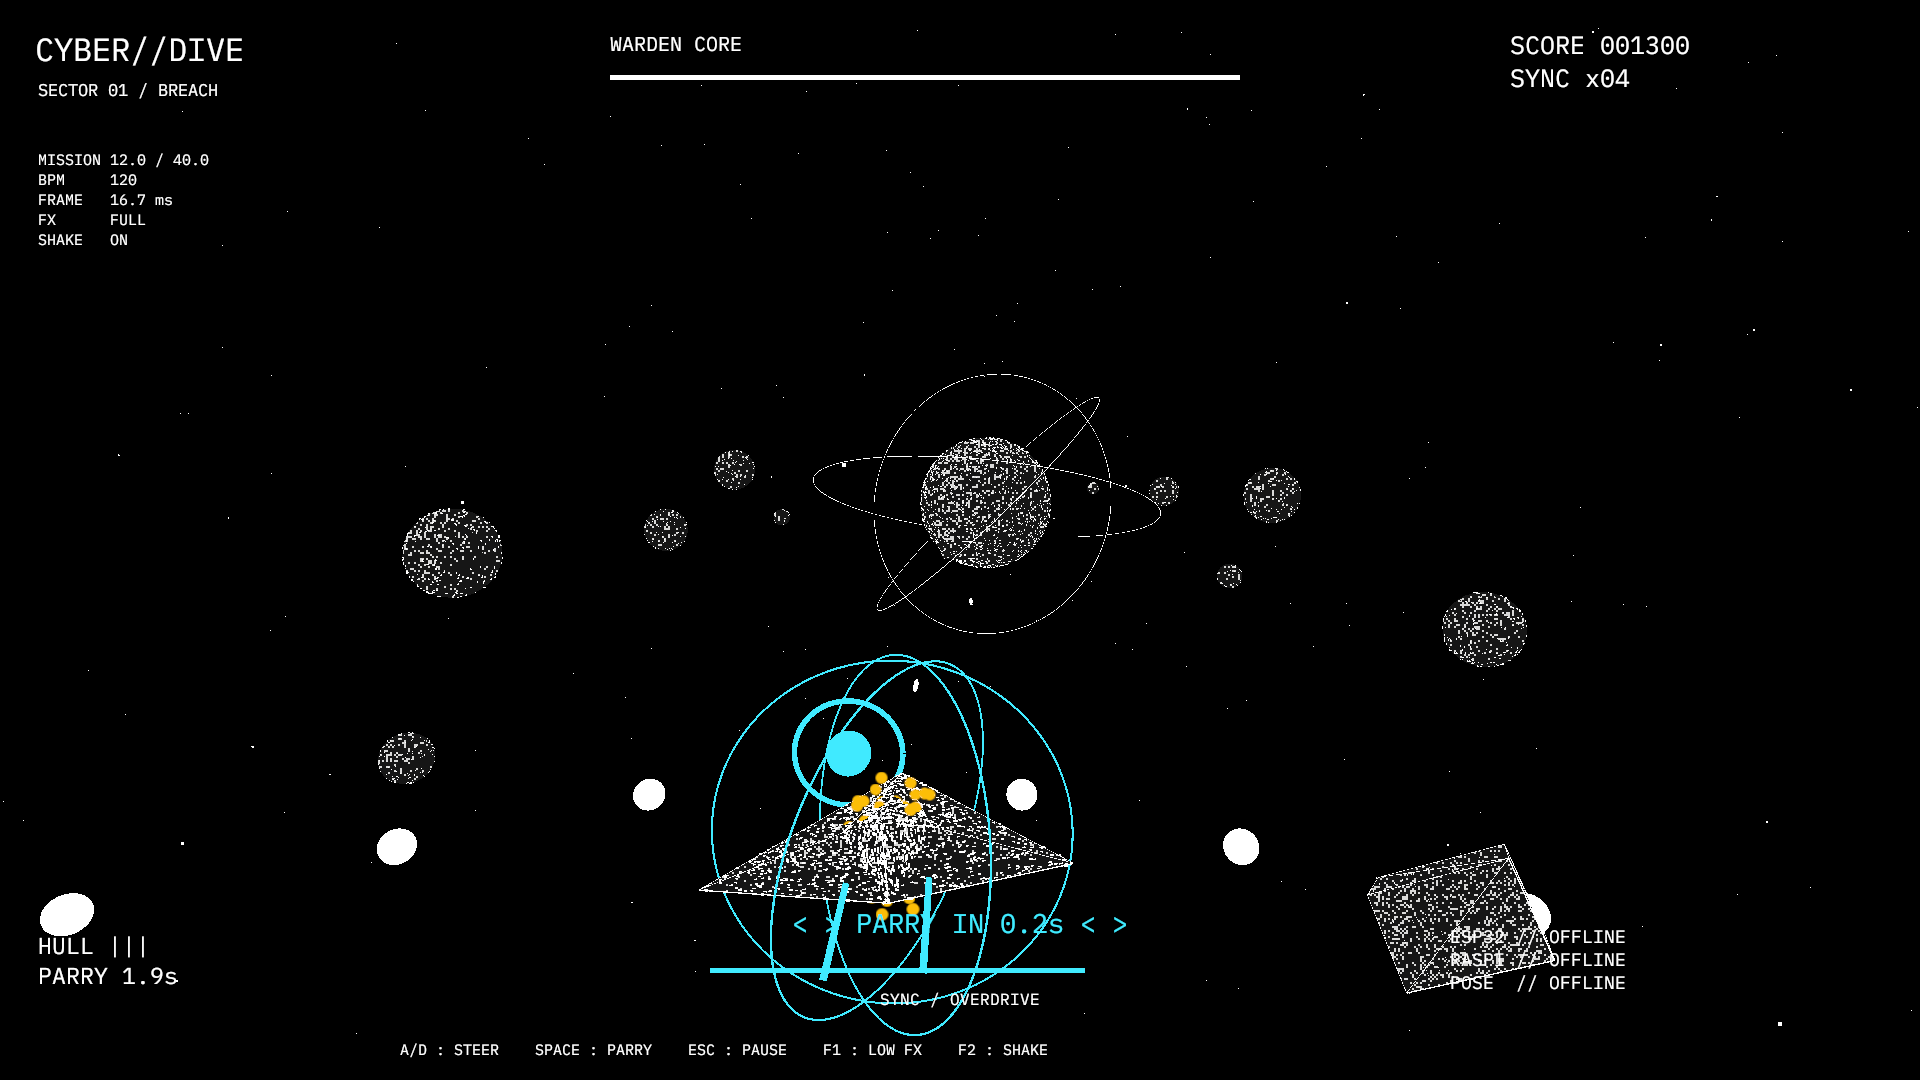 CYBER//DIVE
SECTOR 01 / BREACH
WARDEN CORE
SCORE 001300
SYNC x04
MISSION 12.0 / 40.0
BPM 120
FRAME 16.7 ms
FX FULL
SHAKE ON
< > PARRY IN 0.2s < >
HULL |||
PARRY 1.9s
ESP32 // OFFLINE
RASPI // OFFLINE
POSE // OFFLINE
SYNC / OVERDRIVE
A/D : STEER SPACE : PARRY ESC : PAUSE F1 : LOW FX F2 : SHAKE